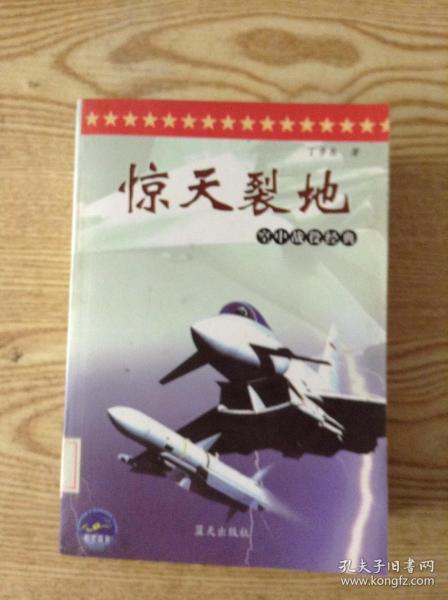 著
惊天裂地
空中战役经典
蓝天出版社
孔夫子旧书网
www.kongfz.com